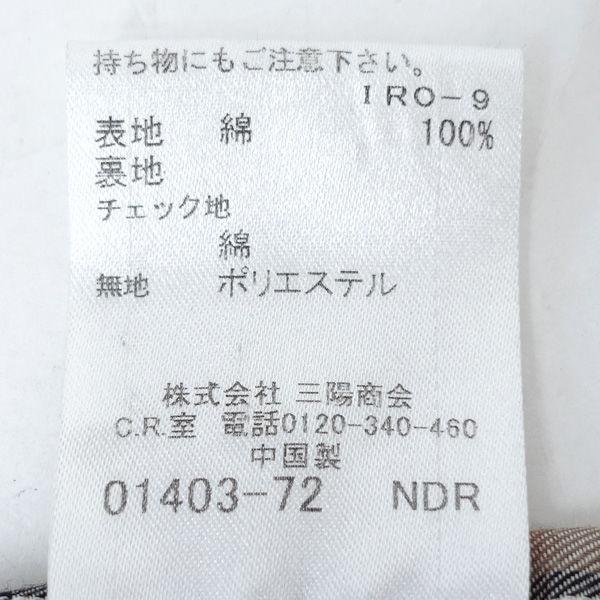 持ち物にもご注意下さい。
IRO-9
表地 綿 100%
裏地
チェック地
綿
無地 ポリエステル
株式会社 三陽商会
C.R.室 電話0120-340-460
中国製
01403-72 NDR